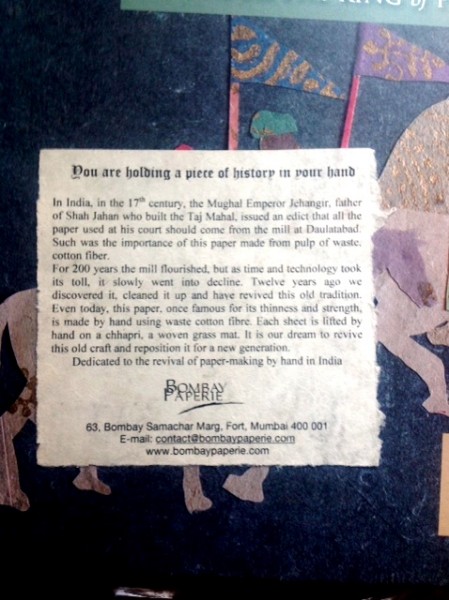 You are holding a piece of history in your hand
In India, in the 17th century, the Mughal Emperor Jehangir, father
of Shah Jahan who built the Taj Mahal, issued an edict that all the
paper used at his court should come from the mill at Daulatabad.
Such was the importance of this paper made from pulp of waste,
cotton fiber.
For 200 years the mill flourished, but as time and technology took
its toll, it slowly went into decline. Twelve years ago we
discovered it, cleaned it up and have revived this old tradition.
Even today, this paper, once famous for its thinness and strength,
is made by hand using waste cotton fibre. Each sheet is lifted by
hand on a chhapri, a woven grass mat. It is our dream to revive
this old craft and reposition it for a new generation.
Dedicated to the revival of paper-making by hand in India
BOMBAY
PAPERIE
63, Bombay Samachar Marg, Fort, Mumbai 400 001
E-mail: contact@bombaypaperie.com
www.bombaypaperie.com